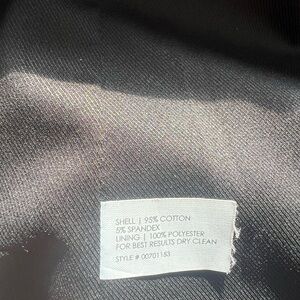 SHELL | 95% COTTON
5% SPANDEX
LINING | 100% POLYESTER
FOR BEST RESULTS DRY CLEAN
STYLE # 00701153